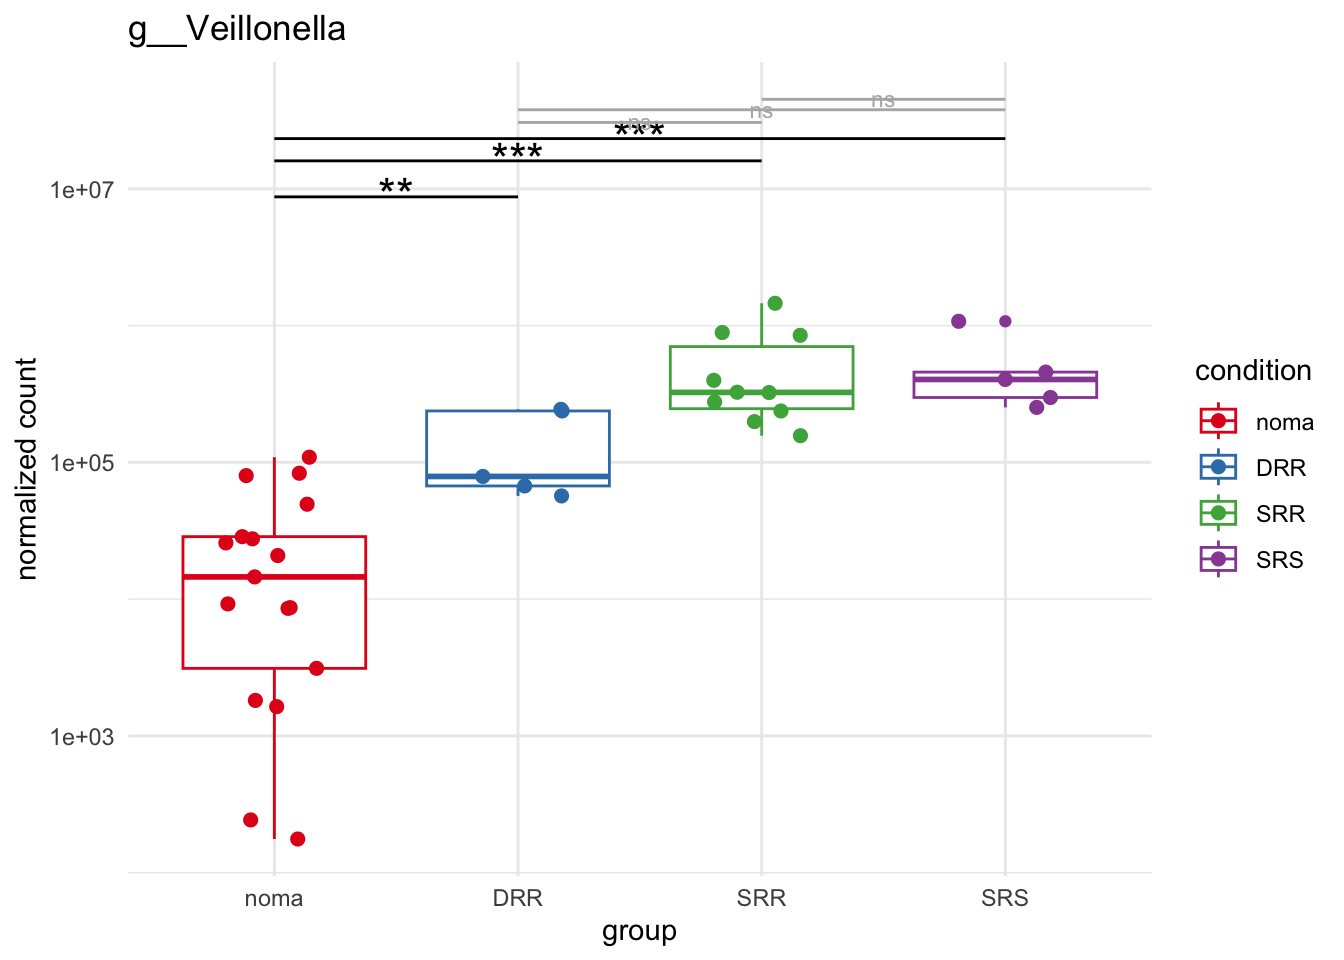 g__Veillonella
ns
ns
ns
***
***
**
1e+07
1e+05
1e+03
normalized count
noma
DRR
SRR
SRS
group
condition
noma
DRR
SRR
SRS